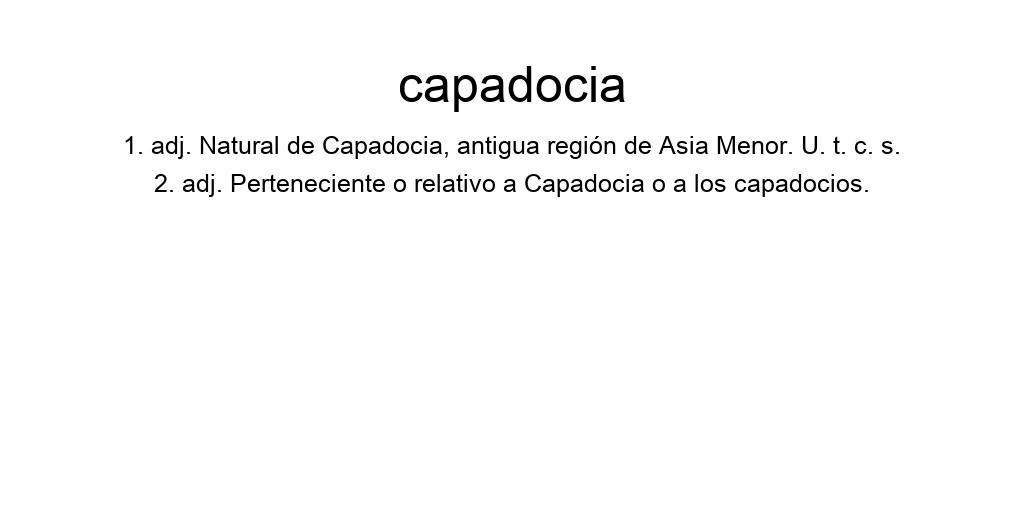 capadocia
1. adj. Natural de Capadocia, antigua región de Asia Menor. U. t. c. s.
2. adj. Perteneciente o relativo a Capadocia o a los capadocios.